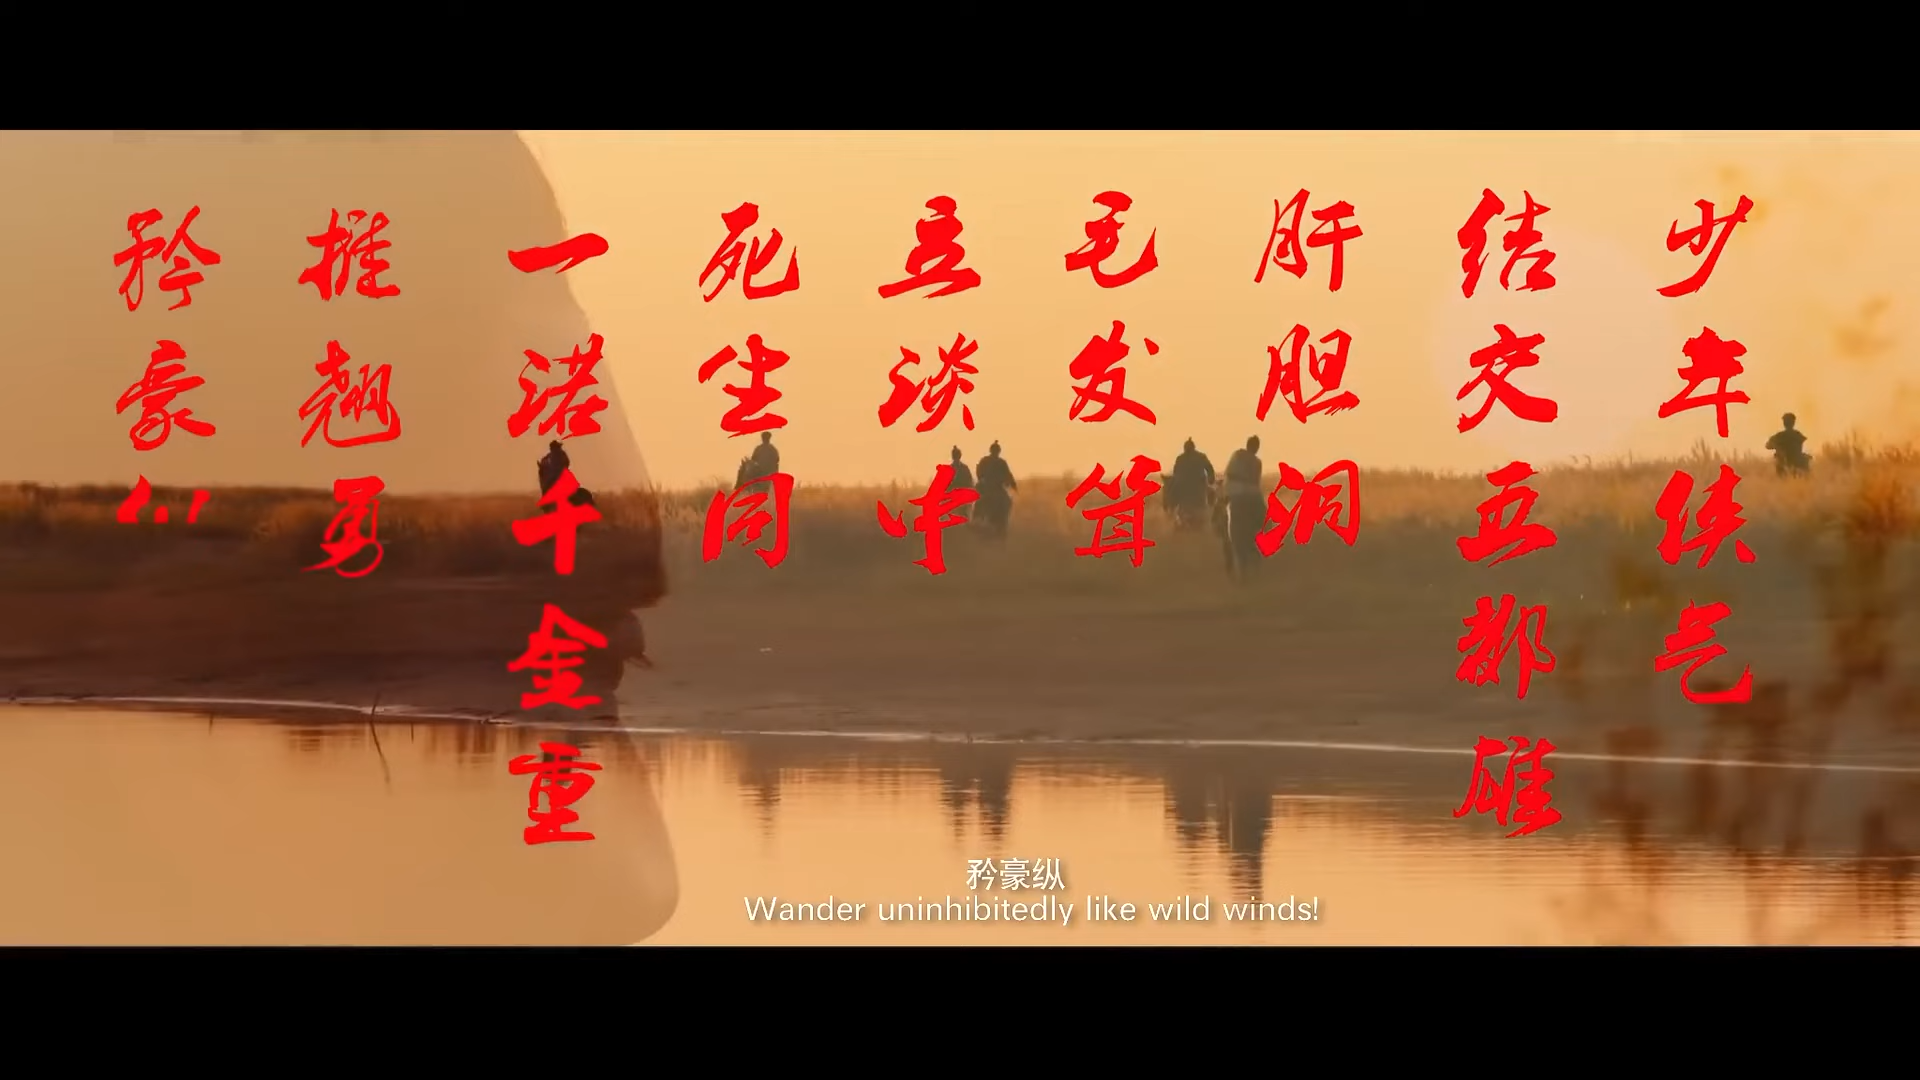 少年侠气
结交五都雄
肝胆洞
毛发耸
立谈中
死生同
一诺千金重
推翘勇
矜豪
矜豪纵
Wander uninhibitedly like wild winds!